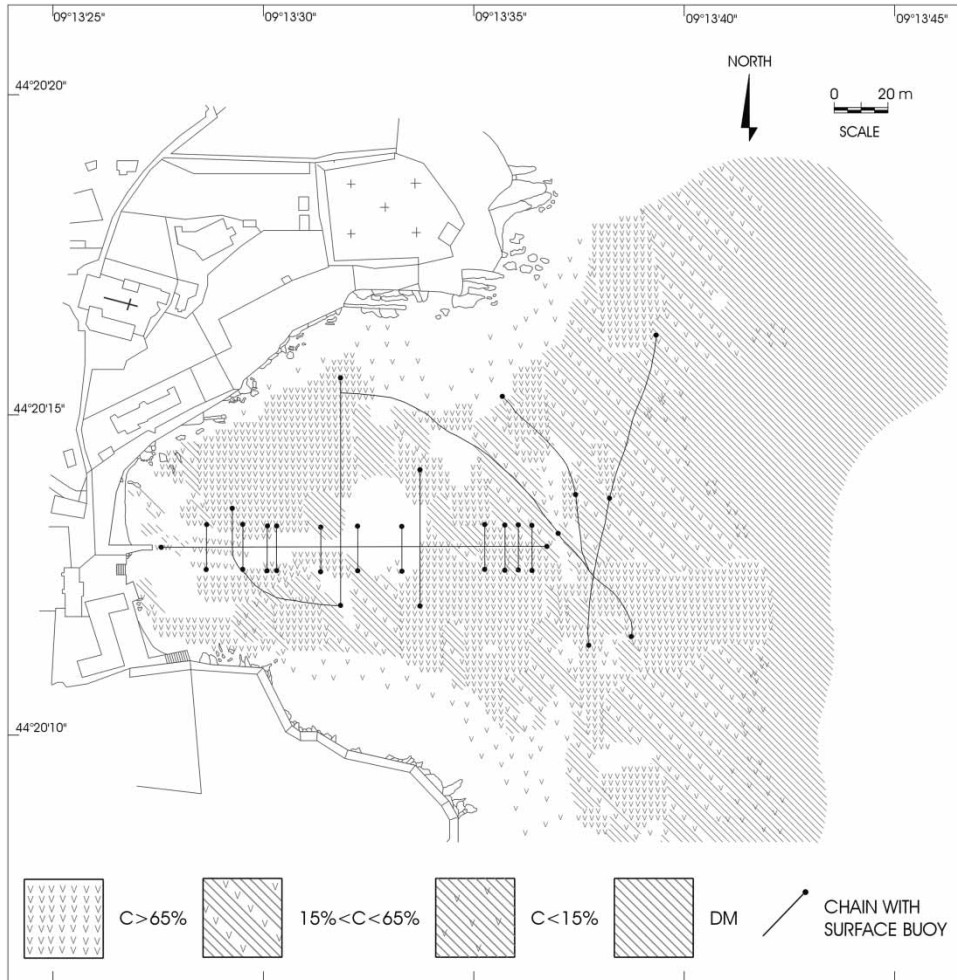 09°13'25" 09°13'30" 09°13'35" 09°13'40" 09°13'45"
44°20'20"
NORTH
0 20 m
SCALE
44°20'15"
44°20'10"
C>65%
15%<C<65%
C<15%
DM
CHAIN WITH
SURFACE BUOY